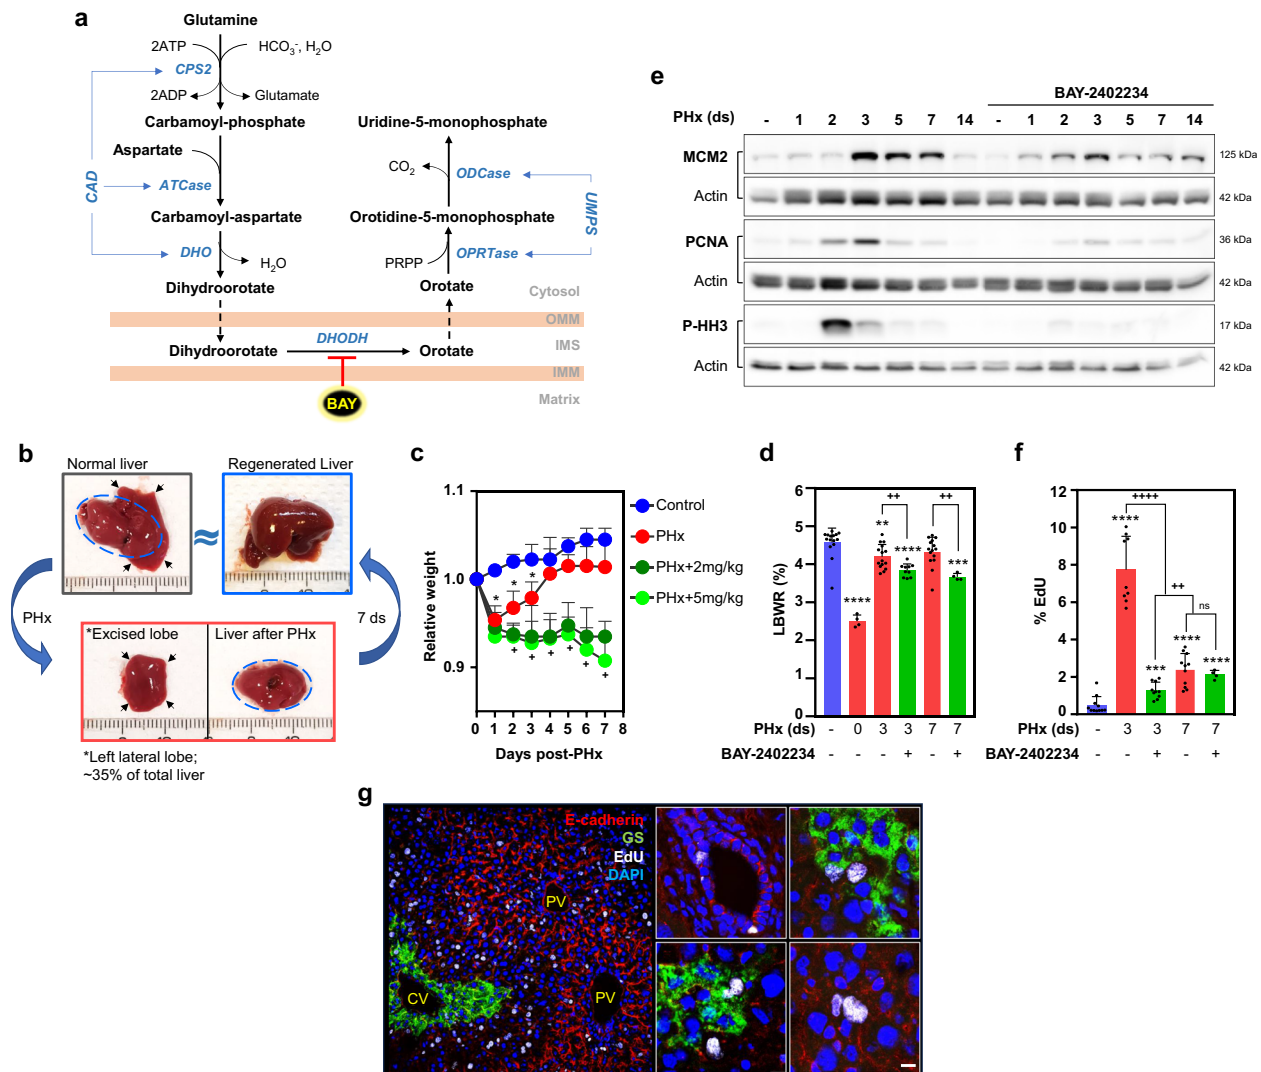 a
Glutamine
2ATP
HCO₃⁻, H₂O
CPS2
2ADP
Glutamate
Carbamoyl-phosphate
Uridine-5-monophosphate
Aspartate
CO₂
ODCase
CAD
ATCase
UMPS
Carbamoyl-aspartate
Orotidine-5-monophosphate
DHO
H₂O
PRPP
OPRTase
Dihydroorotate
Orotate
Cytosol
OMM
DHODH
Dihydroorotate
Orotate
IMS
IMM
BAY
Matrix
e
BAY-2402234
PHx (ds) - 1 2 3 5 7 14 - 1 2 3 5 7 14
MCM2 125 kDa
Actin 42 kDa
PCNA 36 kDa
Actin 42 kDa
P-HH3 17 kDa
Actin 42 kDa
b
Normal liver
Regenerated Liver
≈
PHx
7 ds
*Excised lobe
Liver after PHx
*Left lateral lobe;
~35% of total liver
c
1.1
1.0
0.9
Relative weight
0 1 2 3 4 5 6 7 8
Days post-PHx
* * *
+ + + + + +
Control
PHx
PHx+2mg/kg
PHx+5mg/kg
d
6
5
4
3
2
1
0
LBWR (%)
++ ++
**** ** **** ***
PHx (ds) - 0 3 3 7 7
BAY-2402234 - - - + - +
f
12
10
8
6
4
2
0
% EdU
++++
++
ns
**** *** **** ****
PHx (ds) - 3 3 7 7
BAY-2402234 - - + - +
g
E-cadherin
GS
EdU
DAPI
PV
CV
PV